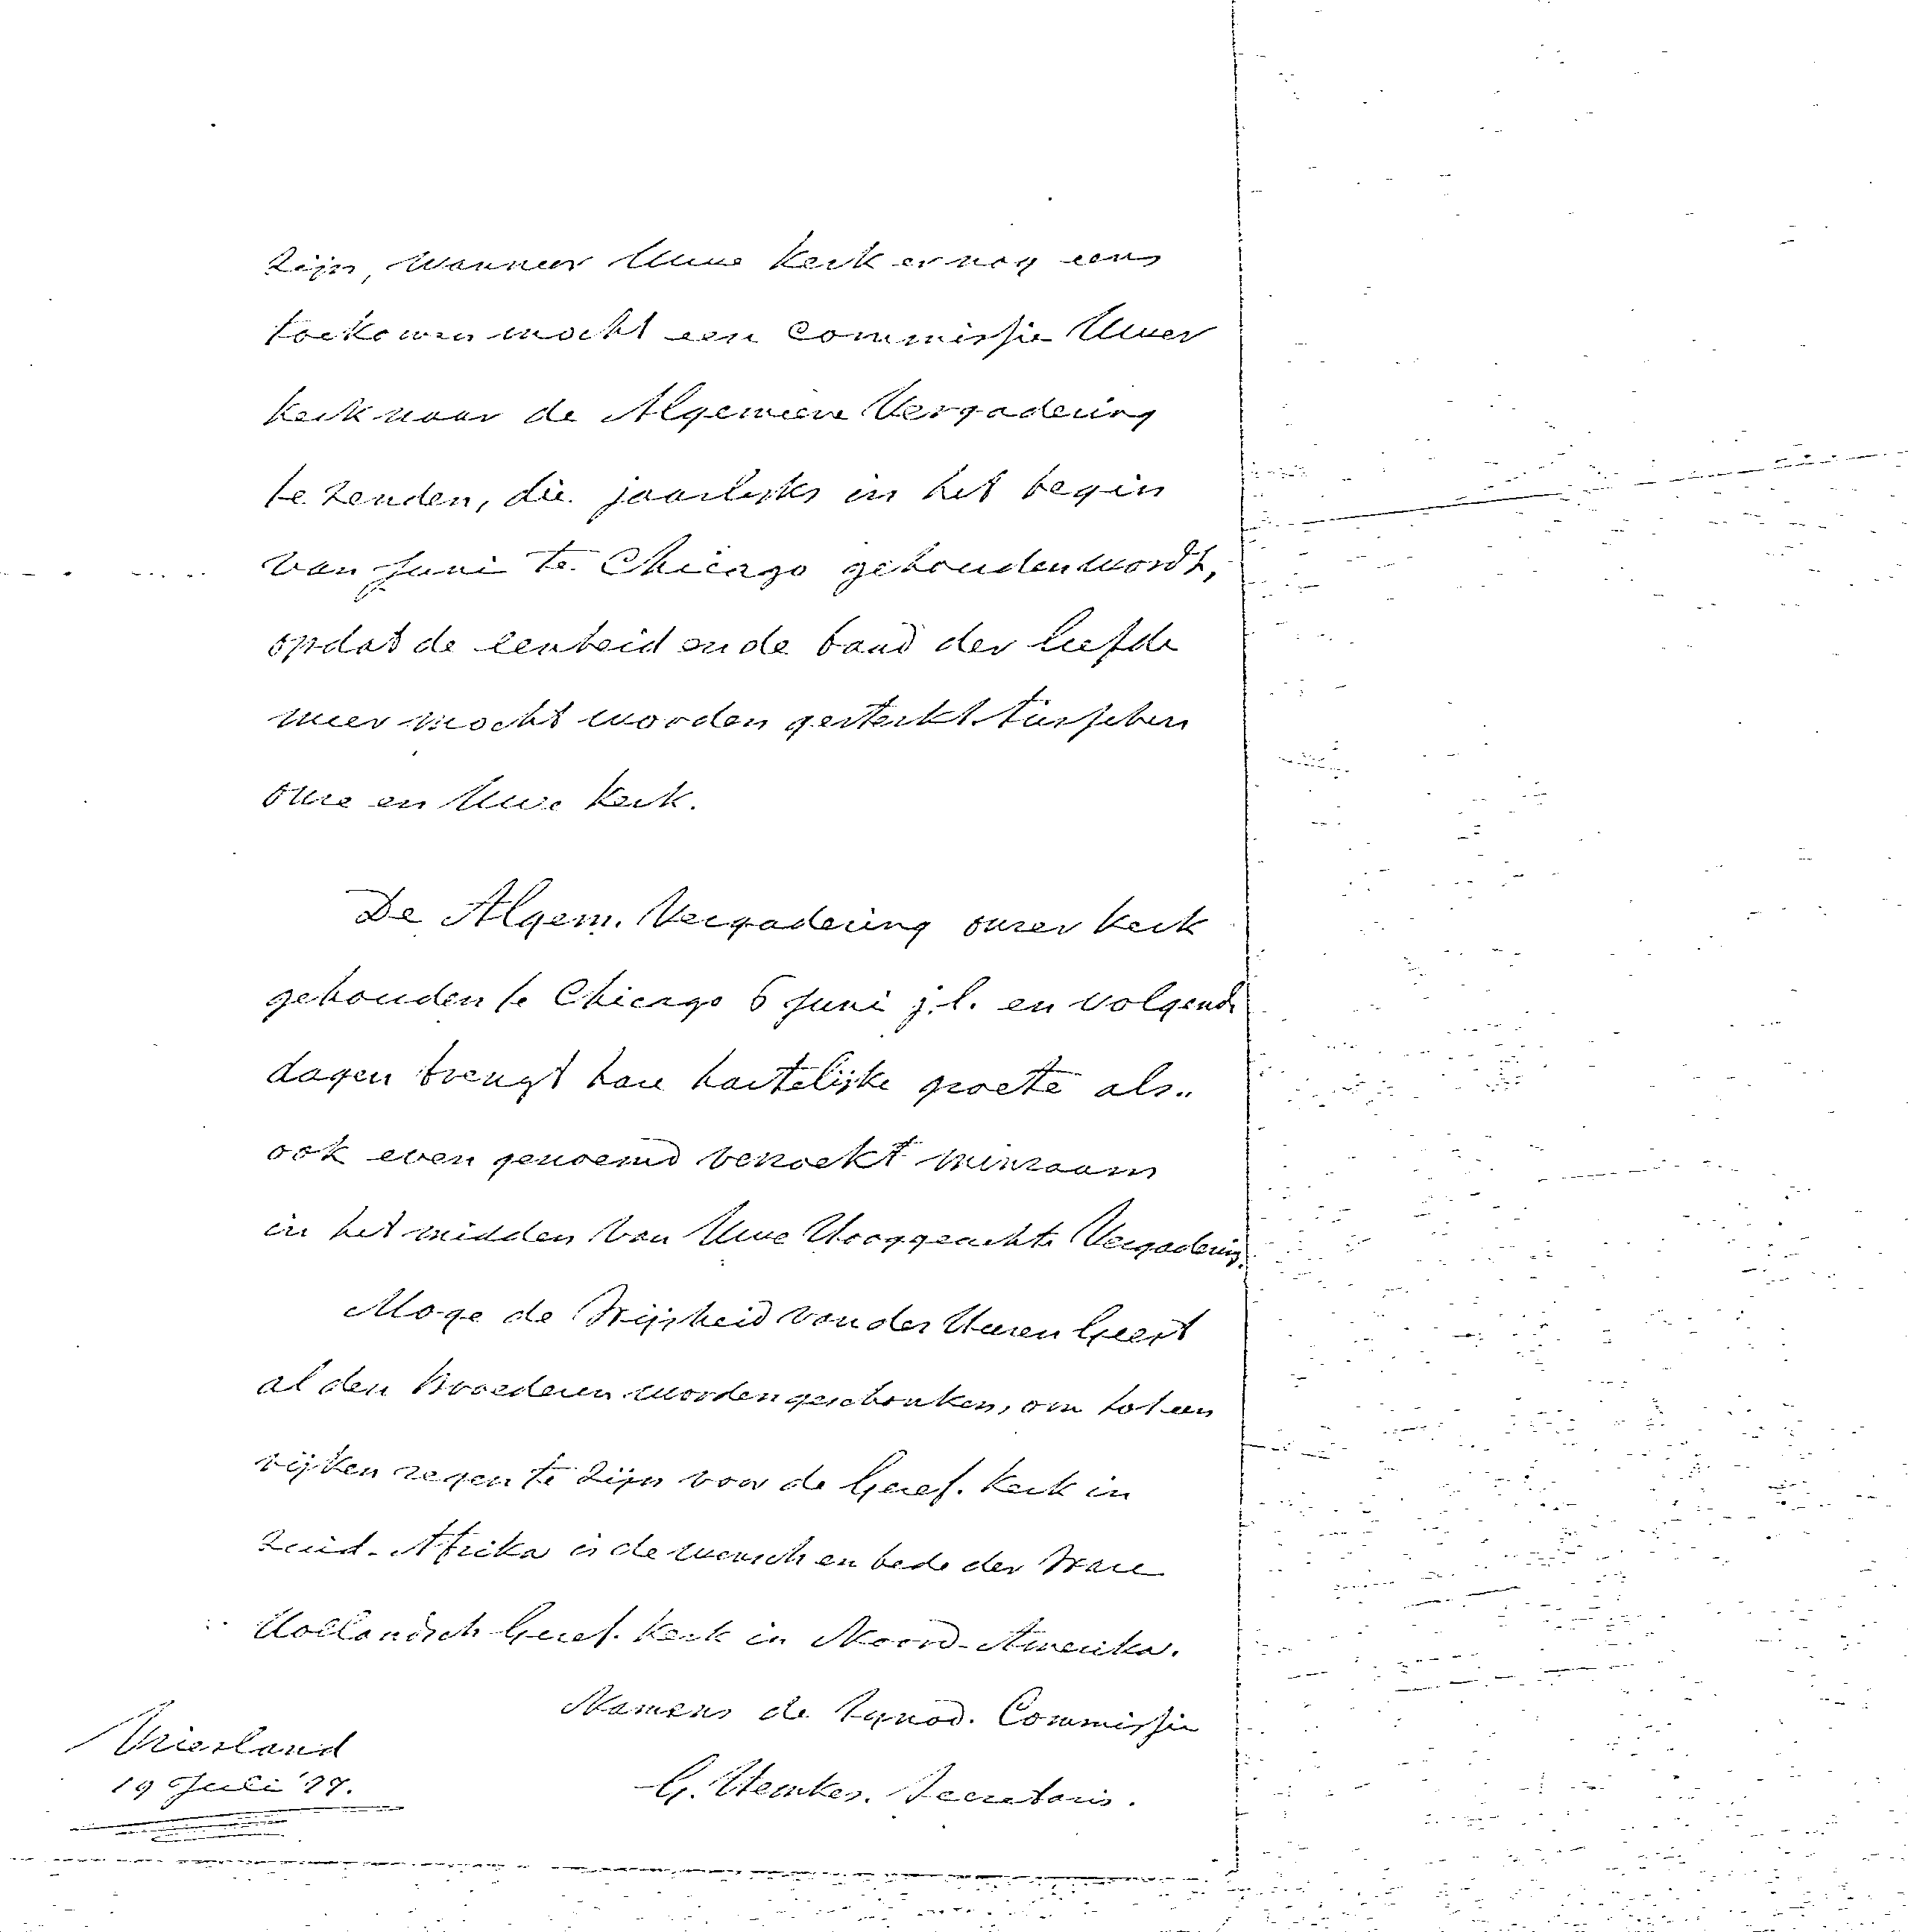 zijn, wanneer Uwe Kerk er nog eens
toekomen mocht een Commissie Uwer
Kerk naar de Algemeene Vergadering
te zenden, die jaarlijks in het begin
van Juni te Chicago gehouden wordt,
opdat de eenheid en de band der liefde
meer mocht worden gesterkt tusschen
onze en Uwe Kerk.
De Algem. Vergadering onzer Kerk
gehouden te Chicago 6 Juni j.l. en volgende
dagen brengt hare hartelijke groete als..
ook even genoemd verzoekt minzaam
in het midden van Uwe Hooggeachte Vergadering.
Moge de Wijsheid van den Heere Geest
al den Broederen worden geschonken, om tot een
rijken zegen te zijn voor de Geref. Kerk in
Zuid-Afrika is de wensch en bede der Ware
Hollandsch Geref. Kerk in Noord-Amerika.
Namens de Synod. Commissie
Vriesland
19 Juli '77.
G. Hemkes. Secretaris.